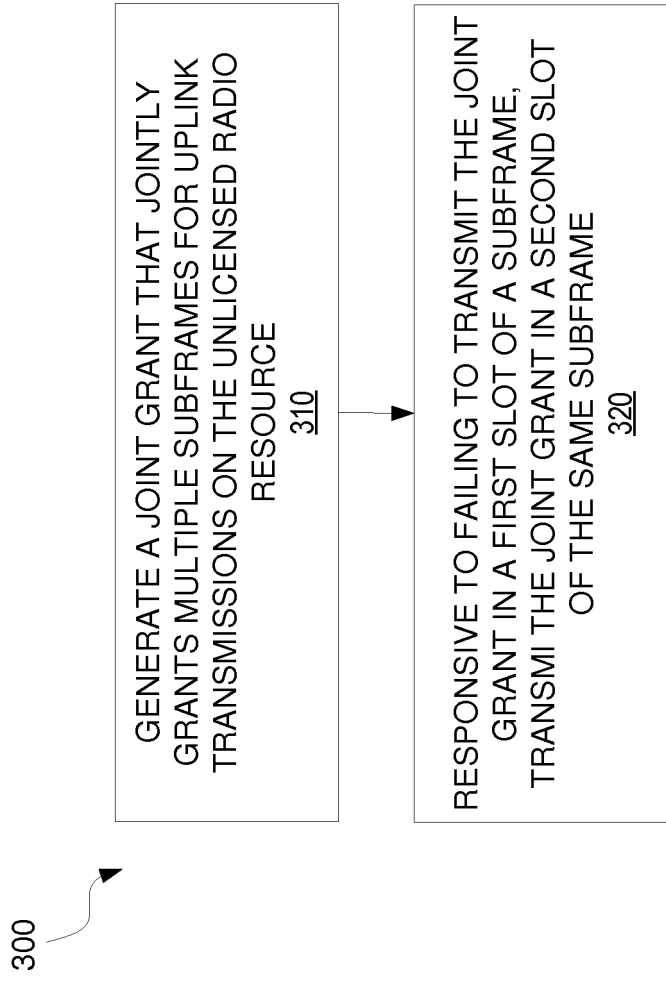 300
GENERATE A JOINT GRANT THAT JOINTLY
GRANTS MULTIPLE SUBFRAMES FOR UPLINK
TRANSMISSIONS ON THE UNLICENSED RADIO
RESOURCE
310
RESPONSIVE TO FAILING TO TRANSMIT THE JOINT
GRANT IN A FIRST SLOT OF A SUBFRAME,
TRANSMI THE JOINT GRANT IN A SECOND SLOT
OF THE SAME SUBFRAME
320